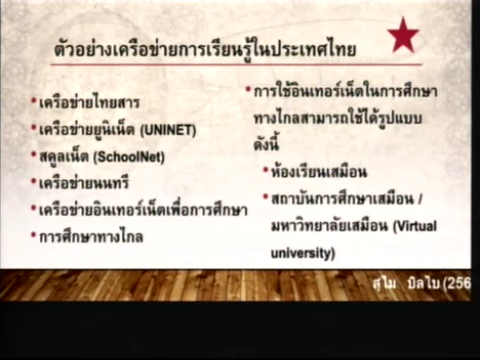 ตัวอย่างเครือข่ายการเรียนรู้ในประเทศไทย
• เครือข่ายไทยสาร
• เครือข่ายยูนิเน็ต (UNINET)
• สคูลเน็ต (SchoolNet)
• เครือข่ายนนทรี
• เครือข่ายอินเทอร์เน็ตเพื่อการศึกษา
• การศึกษาทางไกล
• การใช้อินเทอร์เน็ตในการศึกษา
ทางไกลสามารถใช้ได้รูปแบบ
ดังนี้
• ห้องเรียนเสมือน
• สถาบันการศึกษาเสมือน /
มหาวิทยาลัยเสมือน (Virtual
university)
สุไม บิลไบ (256